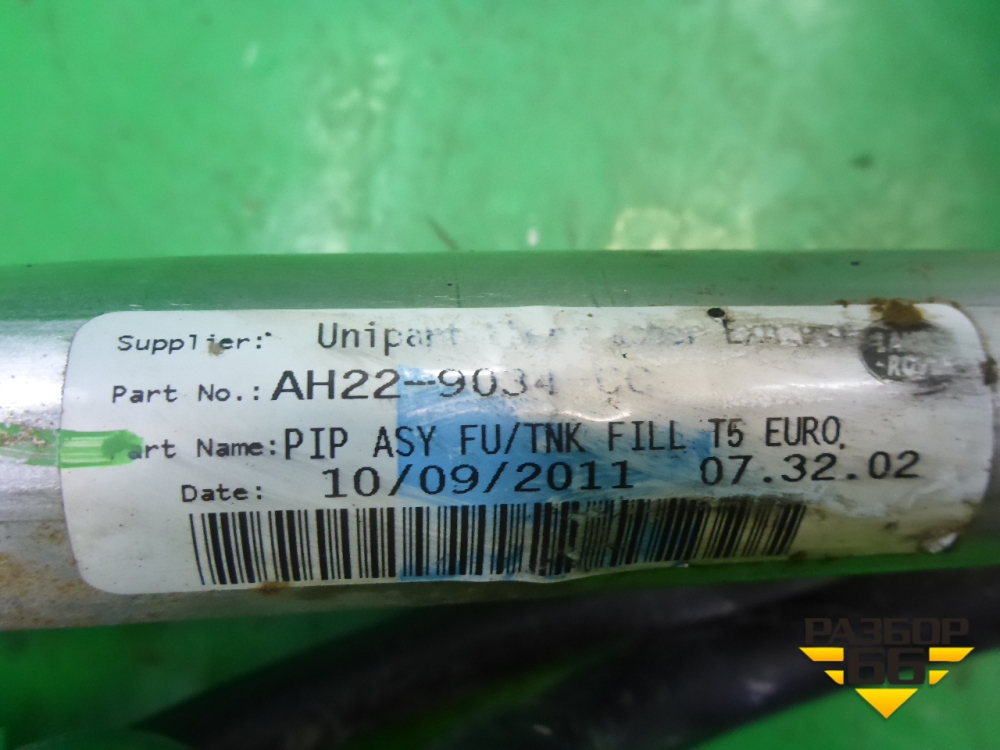 Supplier: Unipart
Part No.: AH22-9034
Part Name: PIP ASY FU/TNK FILL T5 EURO.
Date: 10/09/2011 07.32.02
РАЗБОР
66